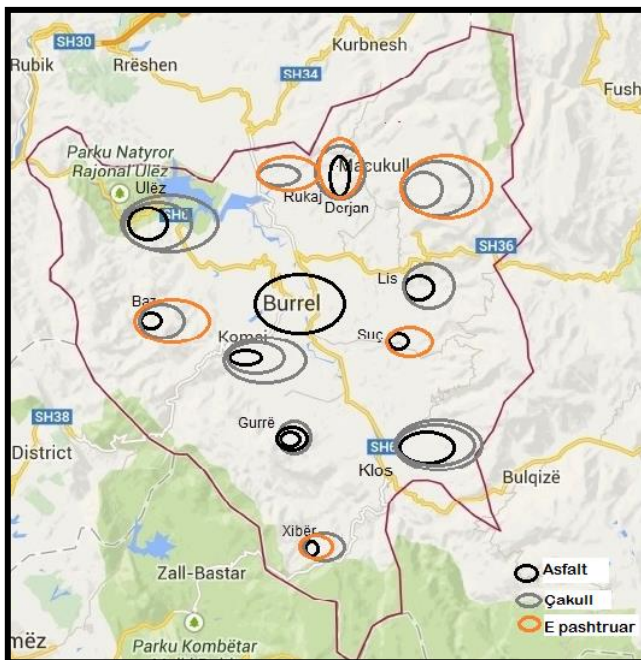 SH30
Kurbnesh
Rubik
Rrëshen
SH34
Fush
Parku Natyror
Rajonal Ulëz
Ulëz
SH6
Macukull
Rukaj
Derjan
SH36
Lis
Baz
Burrel
Suç
Komsi
SH38
District
Gurrë
SH6
Klos
Bulqizë
Xibër
Zall-Bastar
mëz
Parku Kombëtar
Asfalt
Çakull
E pashtruar